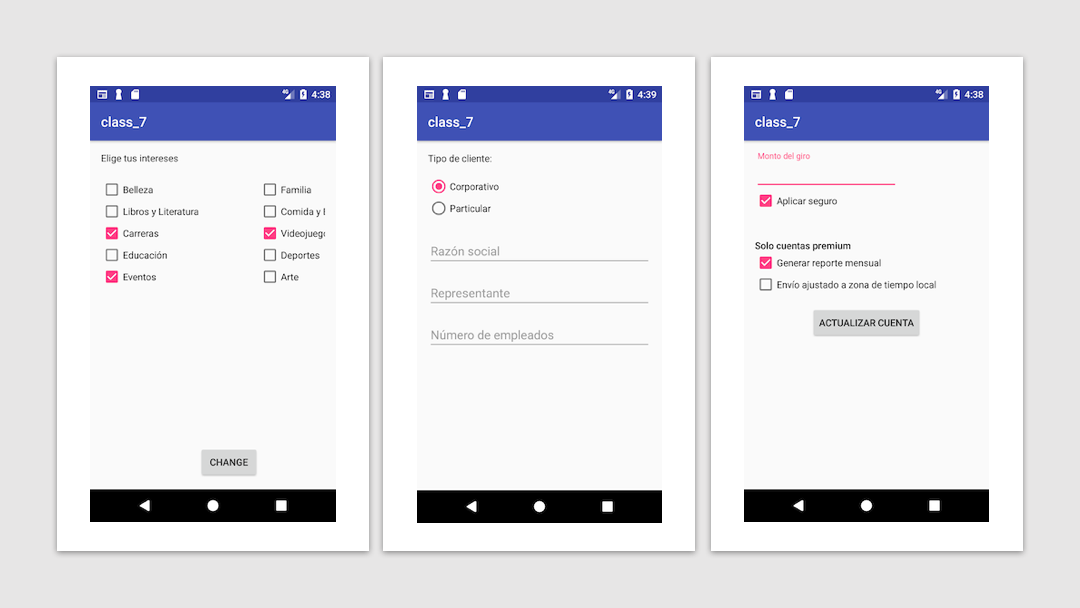 4G 4:38
class_7
Elige tus intereses
Belleza
Familia
Libros y Literatura
Comida y
Carreras
Videojuego
Educación
Deportes
Eventos
Arte
CHANGE
4G 4:39
class_7
Tipo de cliente:
Corporativo
Particular
Razón social
Representante
Número de empleados
4G 4:38
class_7
Monto del giro
Aplicar seguro
Solo cuentas premium
Generar reporte mensual
Envío ajustado a zona de tiempo local
ACTUALIZAR CUENTA